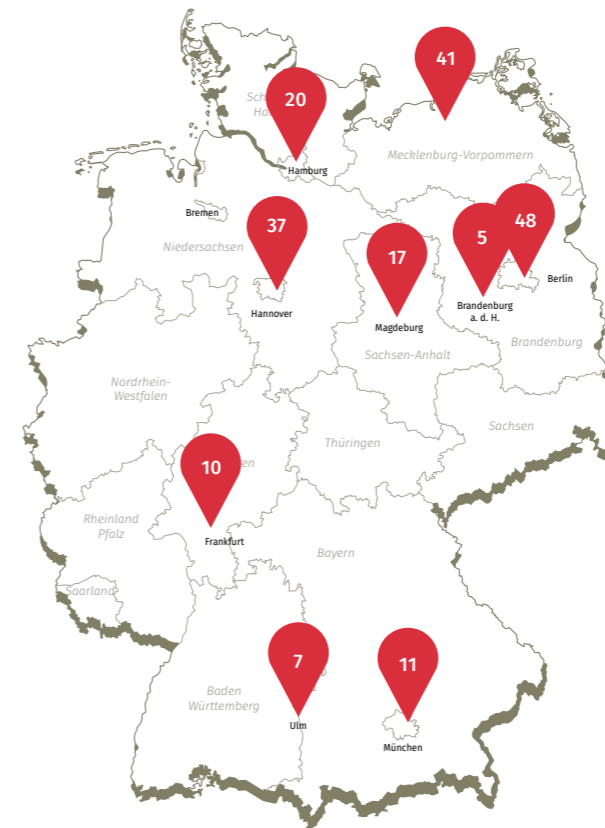 41
20
Mecklenburg-Vorpommern
Hamburg
Bremen
37
48
5
17
Niedersachsen
Berlin
Brandenburg
a. d. H.
Hannover
Magdeburg
Brandenburg
Sachsen-Anhalt
Nordrhein-
Westfalen
Sachsen
Thüringen
10
Rheinland
Pfalz
Frankfurt
Bayern
Saarland
7
11
Baden
Württemberg
Ulm
München